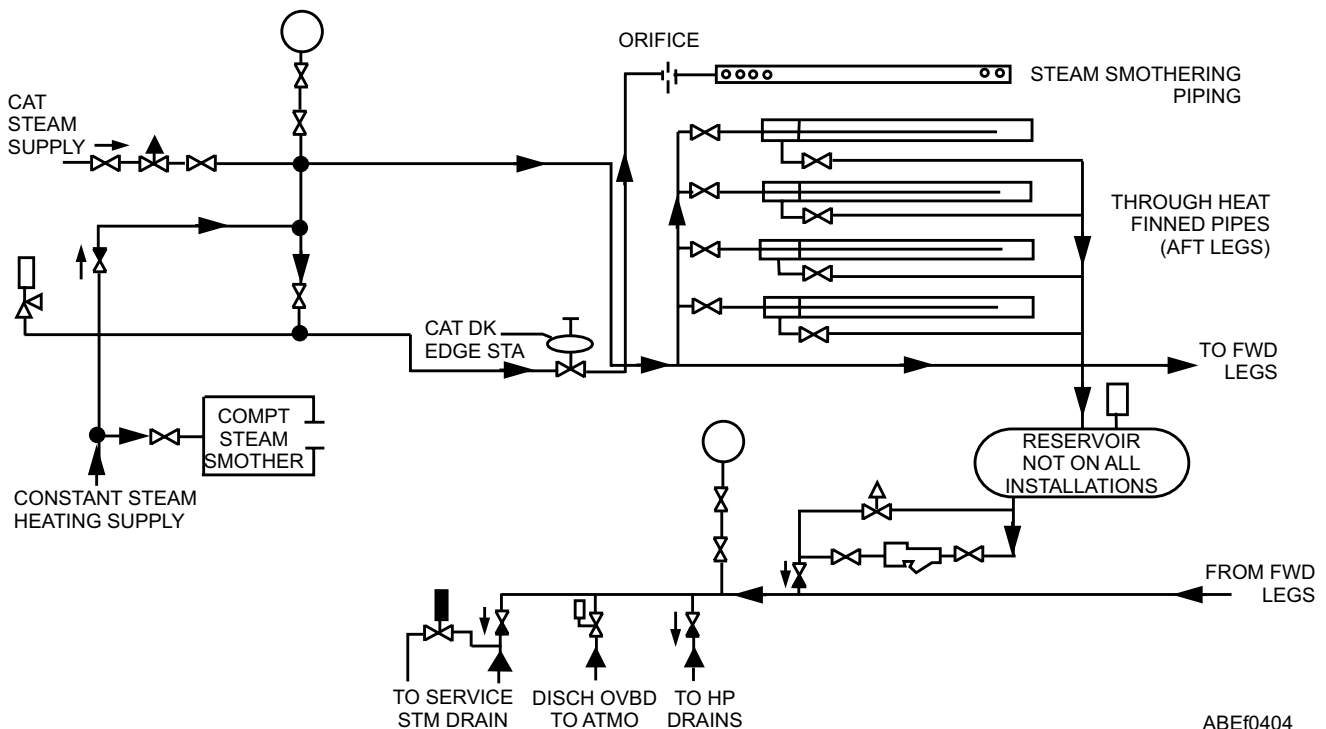 ORIFICE
STEAM SMOTHERING
PIPING
CAT
STEAM
SUPPLY
THROUGH HEAT
FINNED PIPES
(AFT LEGS)
CAT DK
EDGE STA
TO FWD
LEGS
COMPT
STEAM
SMOTHER
CONSTANT STEAM
HEATING SUPPLY
RESERVOIR
NOT ON ALL
INSTALLATIONS
FROM FWD
LEGS
TO SERVICE
STM DRAIN
DISCH OVBD
TO ATMO
TO HP
DRAINS
ABEf0404